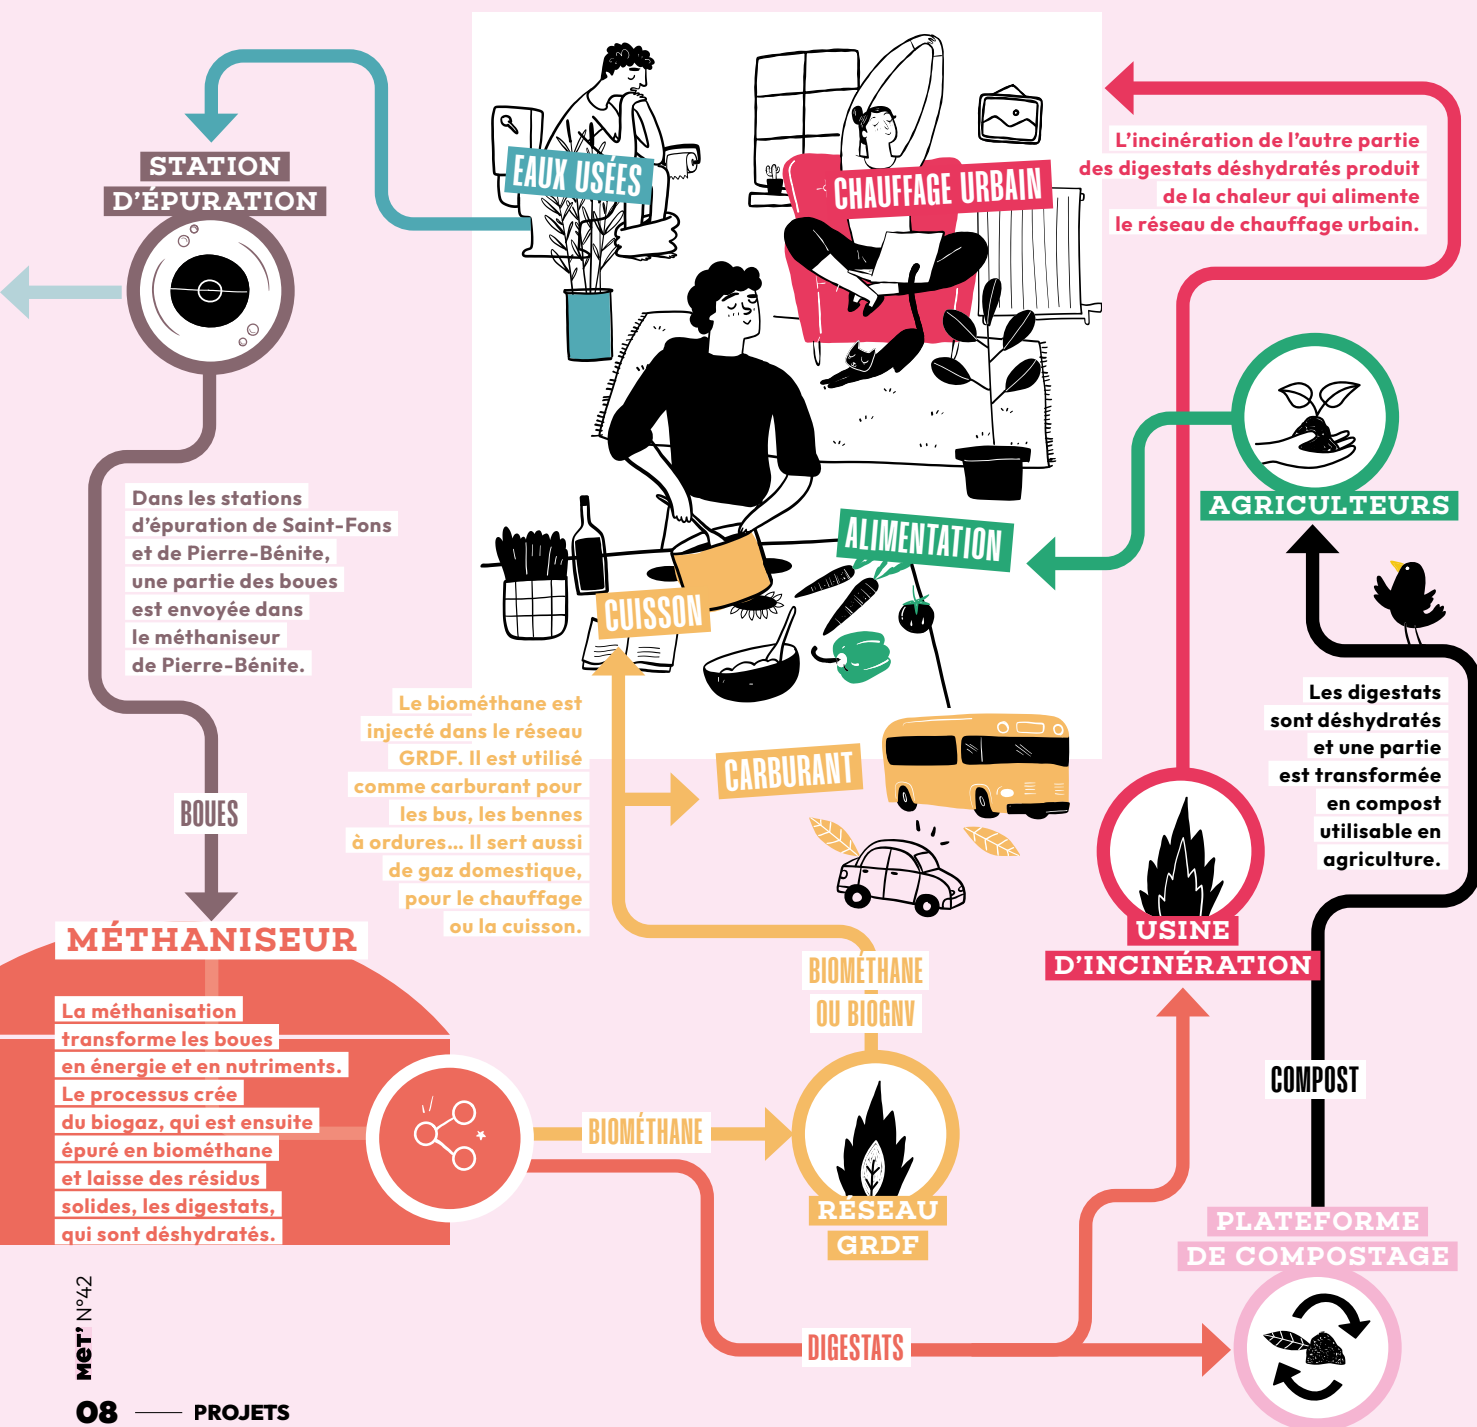 STATION
D’ÉPURATION
EAUX USÉES
CHAUFFAGE URBAIN
L’incinération de l’autre partie
des digestats déshydratés produit
de la chaleur qui alimente
le réseau de chauffage urbain.
AGRICULTEURS
Dans les stations
d’épuration de Saint-Fons
et de Pierre-Bénite,
une partie des boues
est envoyée dans
le méthaniseur
de Pierre-Bénite.
ALIMENTATION
CUISSON
Le biométhane est
injecté dans le réseau
GRDF. Il est utilisé
comme carburant pour
les bus, les bennes
à ordures... Il sert aussi
de gaz domestique,
pour le chauffage
ou la cuisson.
CARBURANT
Les digestats
sont déshydratés
et une partie
est transformée
en compost
utilisable en
agriculture.
BOUES
MÉTHANISEUR
La méthanisation
transforme les boues
en énergie et en nutriments.
Le processus crée
du biogaz, qui est ensuite
épuré en biométhane
et laisse des résidus
solides, les digestats,
qui sont déshydratés.
BIOMÉTHANE
OU BIOGNV
USINE
D’INCINÉRATION
COMPOST
BIOMÉTHANE
RÉSEAU
GRDF
PLATEFORME
DE COMPOSTAGE
DIGESTATS
MET’ N°42
08 PROJETS